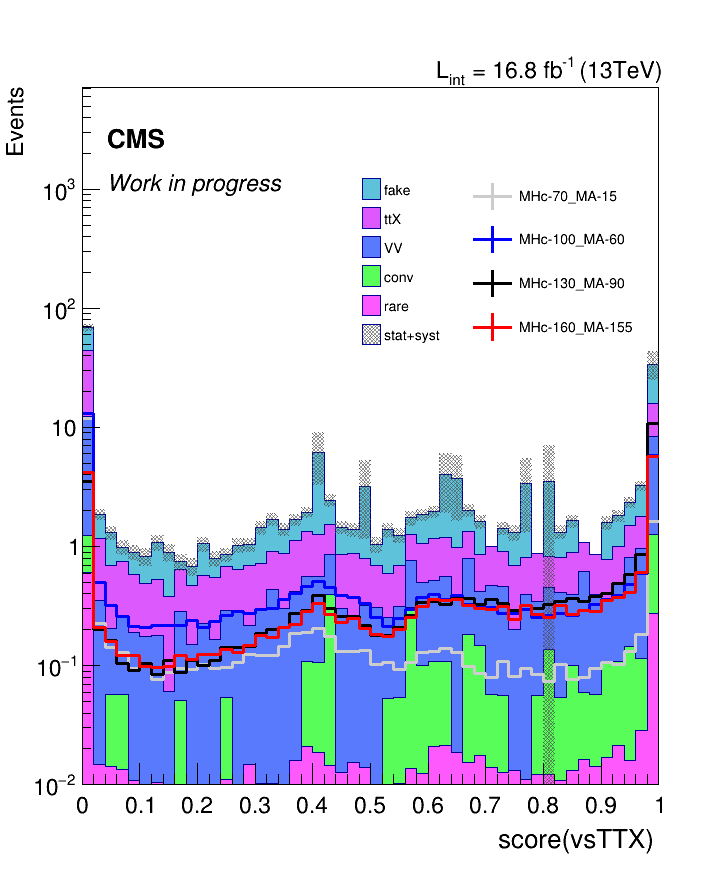 L_int = 16.8 fb^-1 (13TeV)
Events
CMS
Work in progress
fake
ttX
VV
conv
rare
stat+syst
MHc-70_MA-15
MHc-100_MA-60
MHc-130_MA-90
MHc-160_MA-155
10^3
10^2
10
1
10^-1
10^-2
0 0.1 0.2 0.3 0.4 0.5 0.6 0.7 0.8 0.9 1
score(vsTTX)